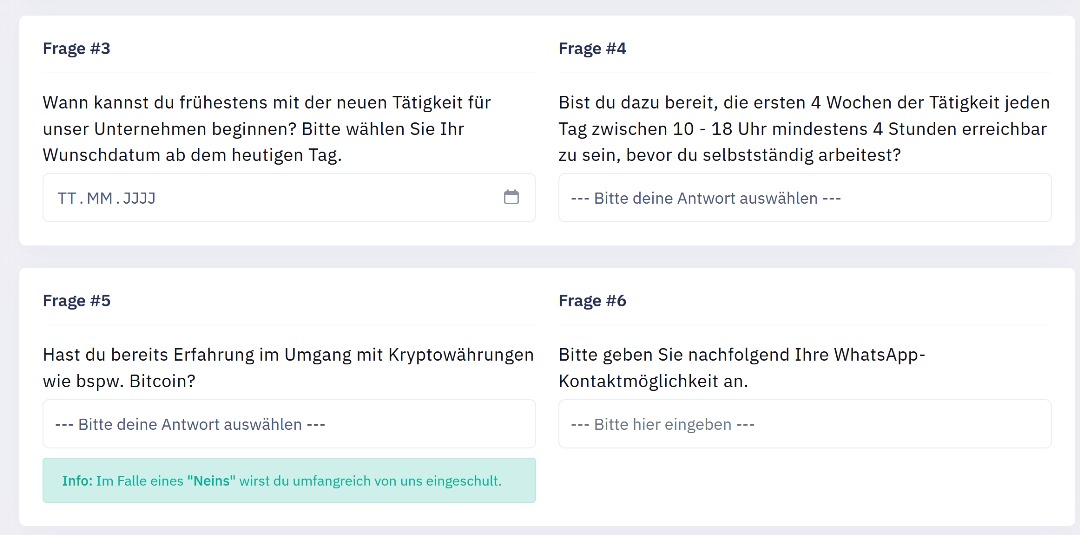 Frage #3
Wann kannst du frühestens mit der neuen Tätigkeit für
unser Unternehmen beginnen? Bitte wählen Sie Ihr
Wunschdatum ab dem heutigen Tag.
TT.MM.JJJJ
Frage #4
Bist du dazu bereit, die ersten 4 Wochen der Tätigkeit jeden
Tag zwischen 10 - 18 Uhr mindestens 4 Stunden erreichbar
zu sein, bevor du selbstständig arbeitest?
--- Bitte deine Antwort auswählen ---
Frage #5
Hast du bereits Erfahrung im Umgang mit Kryptowährungen
wie bspw. Bitcoin?
--- Bitte deine Antwort auswählen ---
Info: Im Falle eines "Neins" wirst du umfangreich von uns eingeschult.
Frage #6
Bitte geben Sie nachfolgend Ihre WhatsApp-
Kontaktmöglichkeit an.
--- Bitte hier eingeben ---